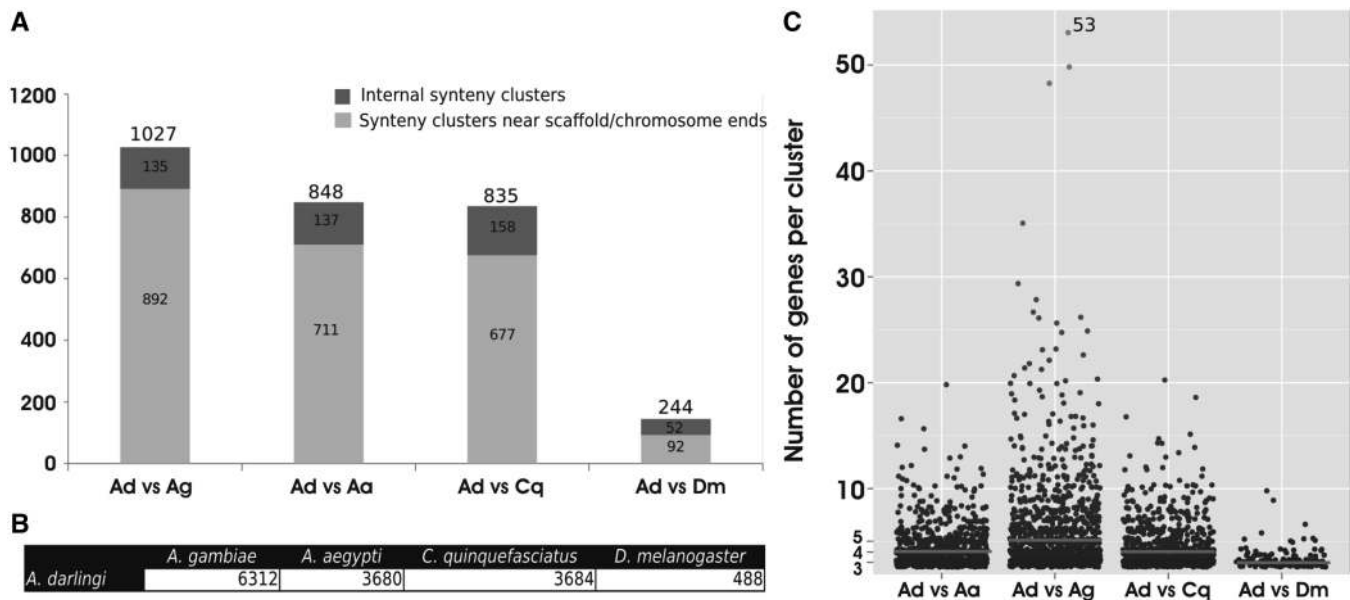 A
1200
1000
800
600
400
200
0
Internal synteny clusters
Synteny clusters near scaffold/chromosome ends
1027
135
892
848
137
711
835
158
677
244
52
92
Ad vs Ag
Ad vs Aa
Ad vs Cq
Ad vs Dm
B
A. gambiae A. aegypti C. quinquefasciatus D. melanogaster
A. darlingi 6312 3680 3684 488
C
Number of genes per cluster
53
50
40
30
20
10
5
4
3
Ad vs Aa
Ad vs Ag
Ad vs Cq
Ad vs Dm